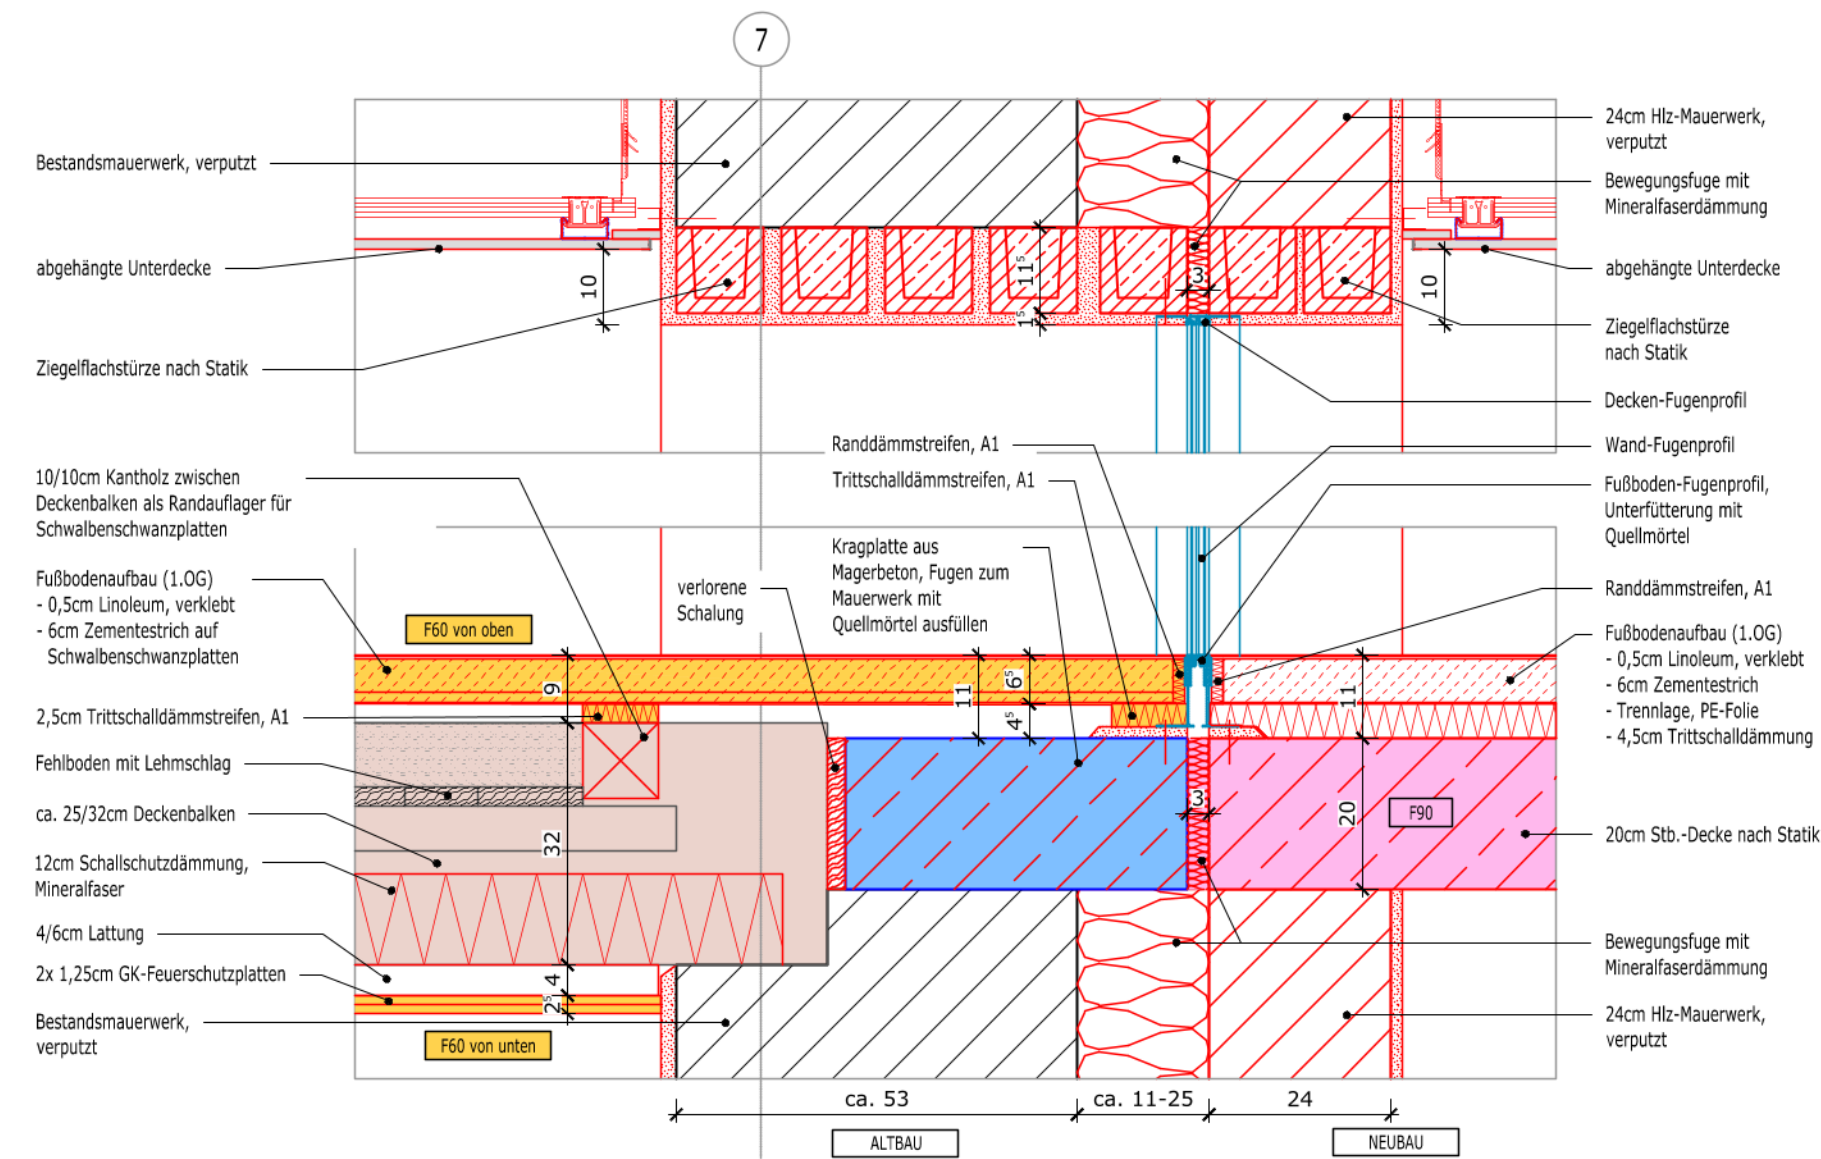 7
Bestandsmauerwerk, verputzt
abgehängte Unterdecke
Ziegelflachstürze nach Statik
10
11⁵
1⁵
3
10
24cm Hlz-Mauerwerk,
verputzt
Bewegungsfuge mit
Mineralfaserdämmung
abgehängte Unterdecke
Ziegelflachstürze
nach Statik
Decken-Fugenprofil
Wand-Fugenprofil
Fußboden-Fugenprofil,
Unterfütterung mit
Quellmörtel
Randdämmstreifen, A1
Fußbodenaufbau (1.OG)
- 0,5cm Linoleum, verklebt
- 6cm Zementestrich
- Trennlage, PE-Folie
- 4,5cm Trittschalldämmung
20cm Stb.-Decke nach Statik
Bewegungsfuge mit
Mineralfaserdämmung
24cm Hlz-Mauerwerk,
verputzt
Randdämmstreifen, A1
Trittschalldämmstreifen, A1
Kragplatte aus
Magerbeton, Fugen zum
Mauerwerk mit
Quellmörtel ausfüllen
verlorene
Schalung
10/10cm Kantholz zwischen
Deckenbalken als Randauflager für
Schwalbenschwanzplatten
Fußbodenaufbau (1.OG)
- 0,5cm Linoleum, verklebt
- 6cm Zementestrich auf
Schwalbenschwanzplatten
F60 von oben
2,5cm Trittschalldämmstreifen, A1
Fehlboden mit Lehmschlag
ca. 25/32cm Deckenbalken
12cm Schallschutzdämmung,
Mineralfaser
4/6cm Lattung
2x 1,25cm GK-Feuerschutzplatten
Bestandsmauerwerk,
verputzt
F60 von unten
9
32
4
2⁵
11
6⁵
4⁵
3
11
20
F90
ca. 53
ca. 11-25
24
ALTBAU
NEUBAU